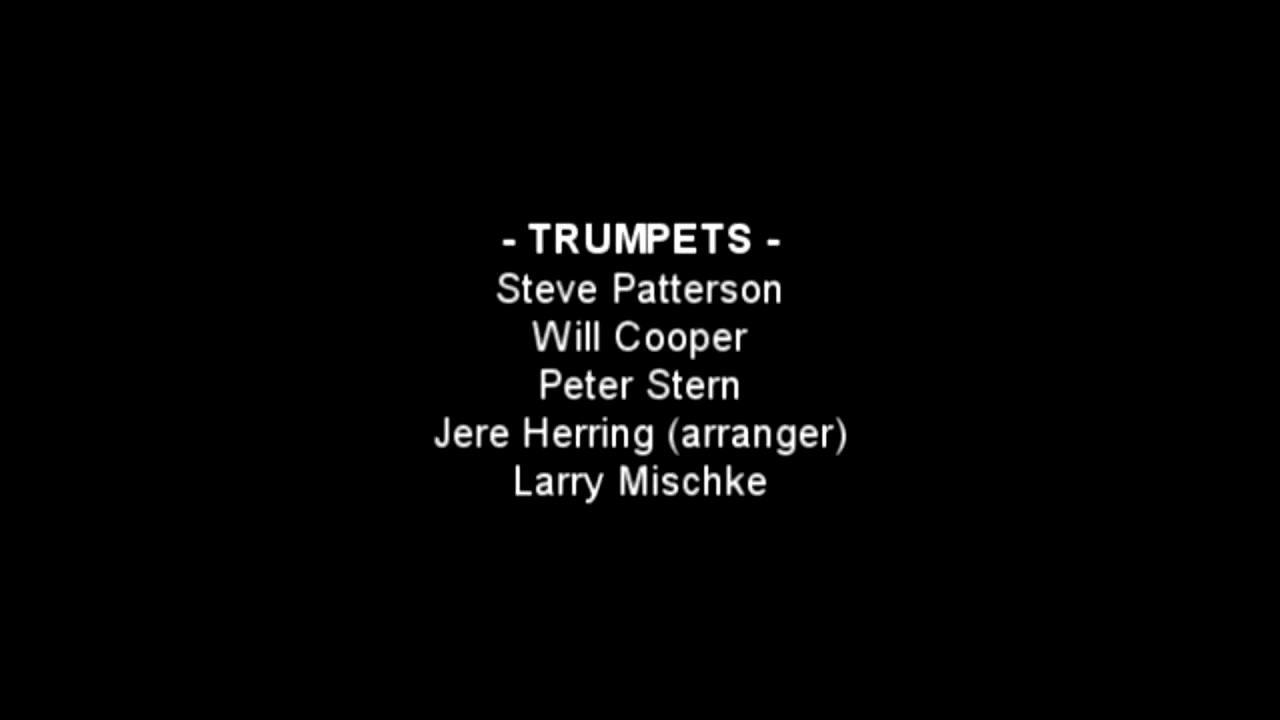 - TRUMPETS -
Steve Patterson
Will Cooper
Peter Stern
Jere Herring (arranger)
Larry Mischke